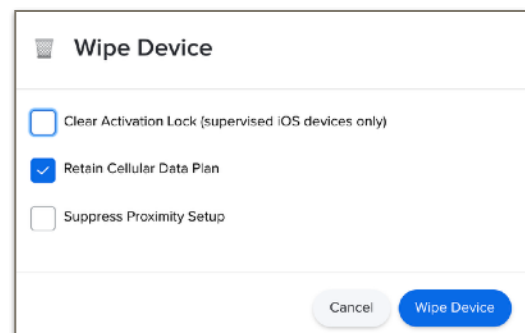 Wipe Device
Clear Activation Lock (supervised iOS devices only)
Retain Cellular Data Plan
Suppress Proximity Setup
Cancel
Wipe Device